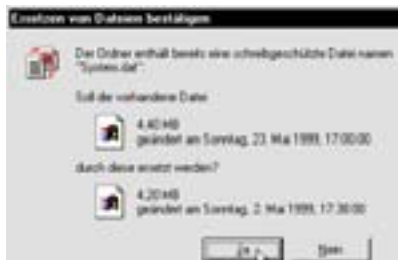 Ersetzen von Dateien bestätigen
Der Ordner enthält bereits eine schreibgeschützte Datei namens
"System.dat":
Soll die vorhandene Datei
4,40 MB
geändert am Sonntag, 23. Mai 1999, 17:00:00
durch diese ersetzt werden?
4,20 MB
geändert am Sonntag, 2. Mai 1999, 17:30:00
Ja
Nein